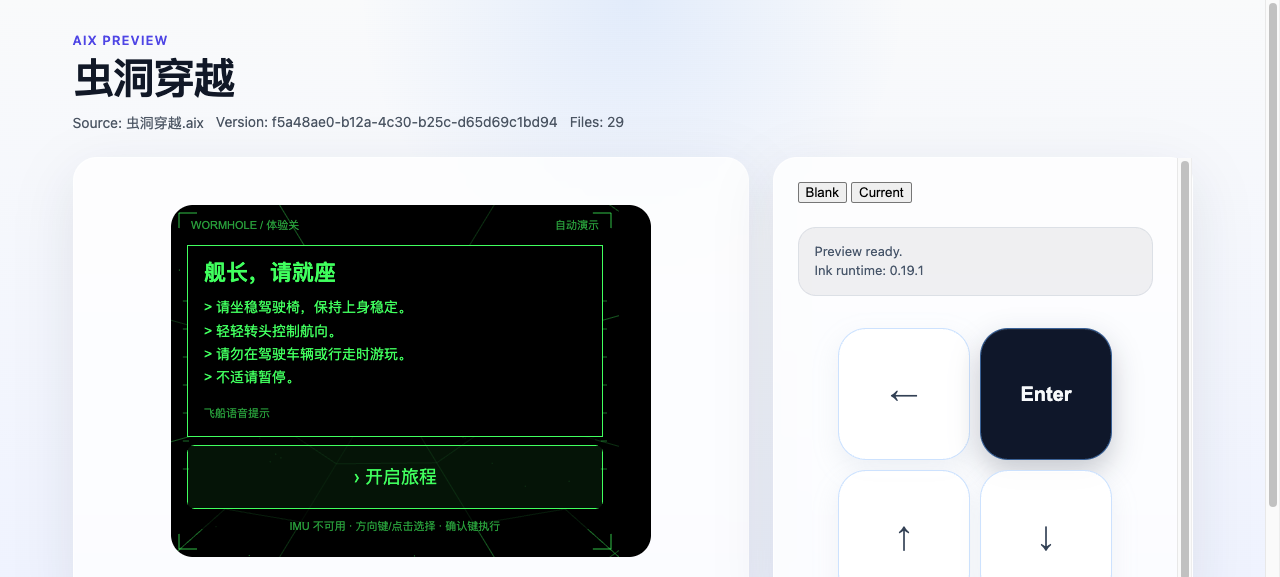 AIX PREVIEW
虫洞穿越
Source: 虫洞穿越.aix Version: f5a48ae0-b12a-4c30-b25c-d65d69c1bd94 Files: 29
WORMHOLE / 体验关 自动演示
舰长，请就座
> 请坐稳驾驶椅，保持上身稳定。
> 轻轻转头控制航向。
> 请勿在驾驶车辆或行走时游玩。
> 不适请暂停。
飞船语音提示
› 开启旅程
IMU 不可用 · 方向键/点击选择 · 确认键执行
Blank Current
Preview ready.
Ink runtime: 0.19.1
← Enter
↑ ↓